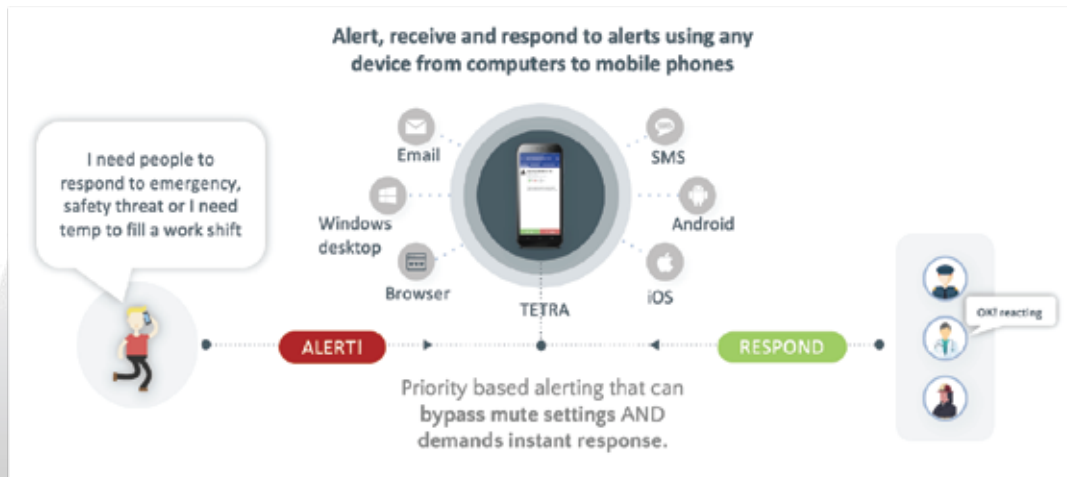 Alert, receive and respond to alerts using any
device from computers to mobile phones
I need people to
respond to emergency,
safety threat or I need
temp to fill a work shift
Email
SMS
SMS
Windows
desktop
Android
Browser
iOS
TETRA
OK! reacting
ALERT!
RESPOND
Priority based alerting that can
bypass mute settings AND
demands instant response.